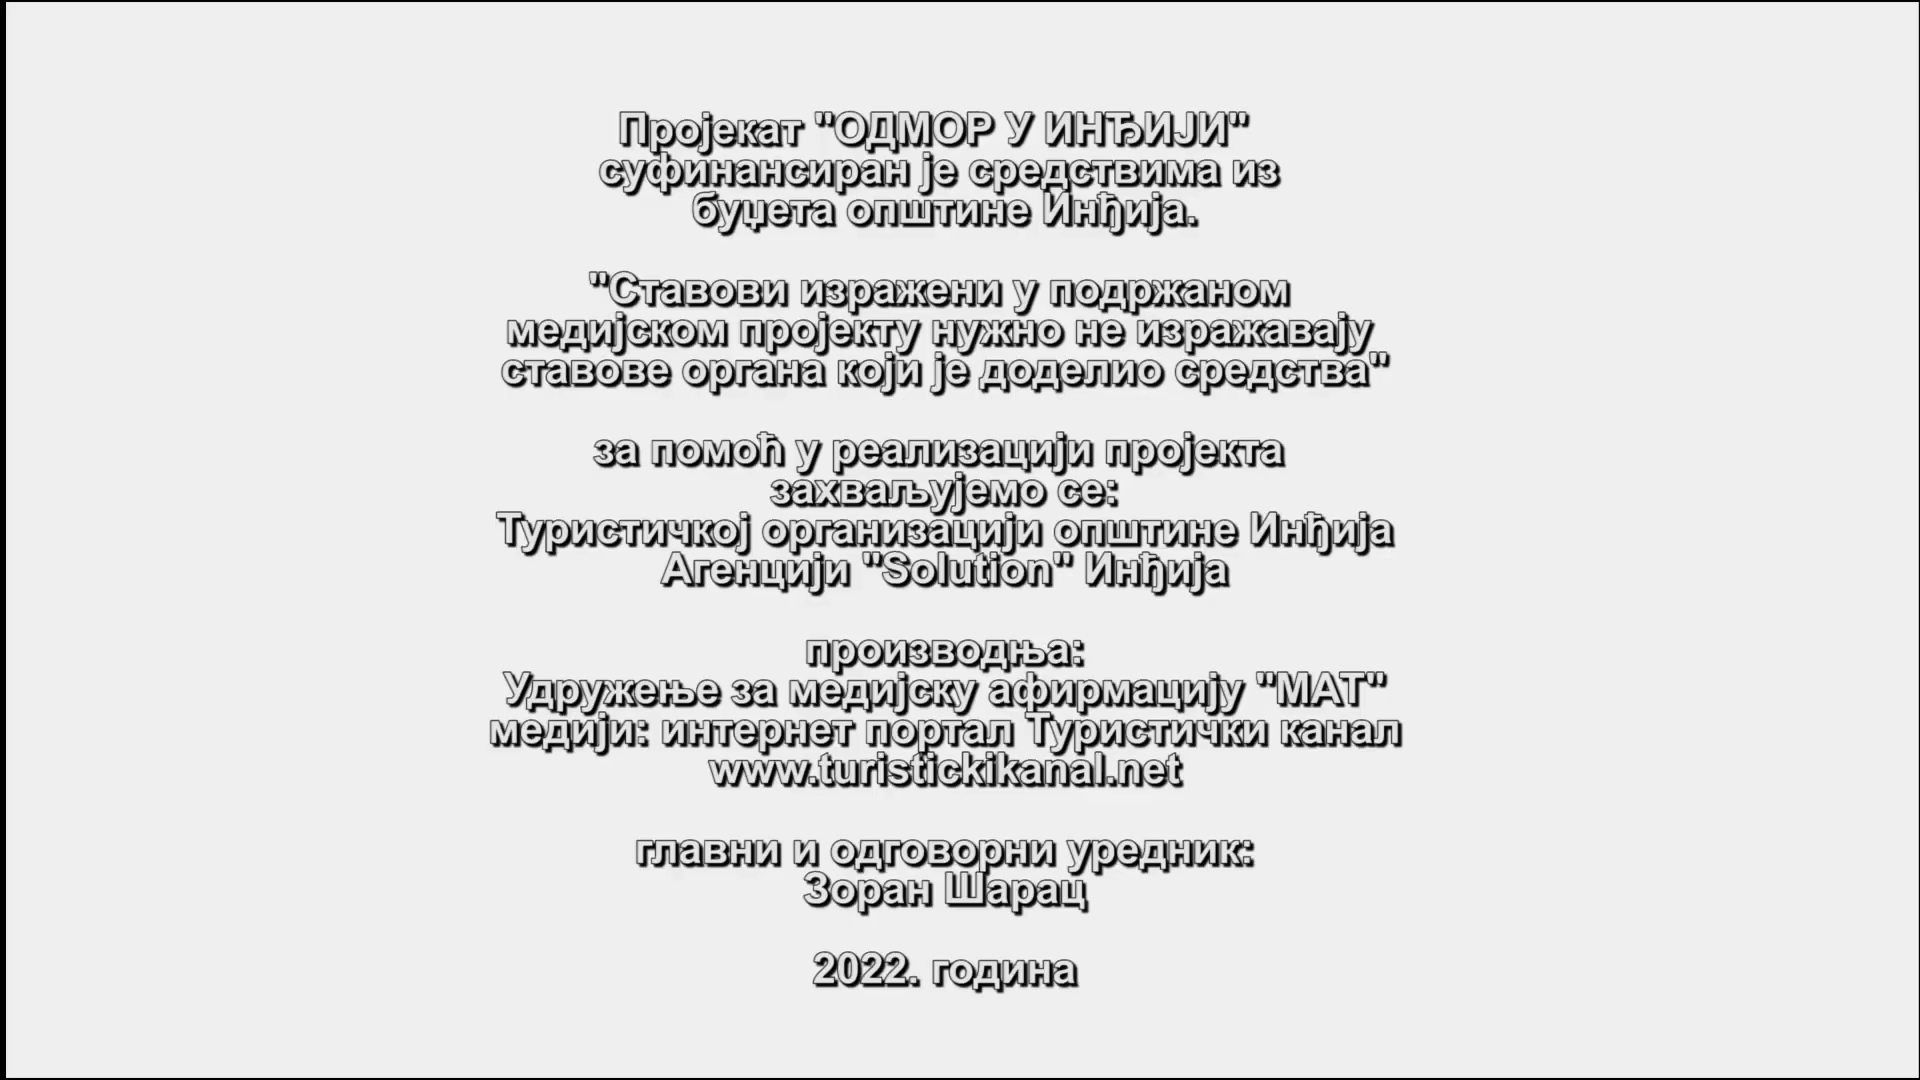 Пројекат "ОДМОР У ИНЂИЈИ"
суфинансиран је средствима из
буџета општине Инђија.
"Ставови изражени у подржаном
медијском пројекту нужно не изражавају
ставове органа који је доделио средства"
за помоћ у реализацији пројекта
захваљујемо се:
Туристичкој организацији општине Инђија
Агенцији "Solution" Инђија
производња:
Удружење за медијску афирмацију "МАТ"
медији: интернет портал Туристички канал
www.turistickikanal.net
главни и одговорни уредник:
Зоран Шарац
2022. година